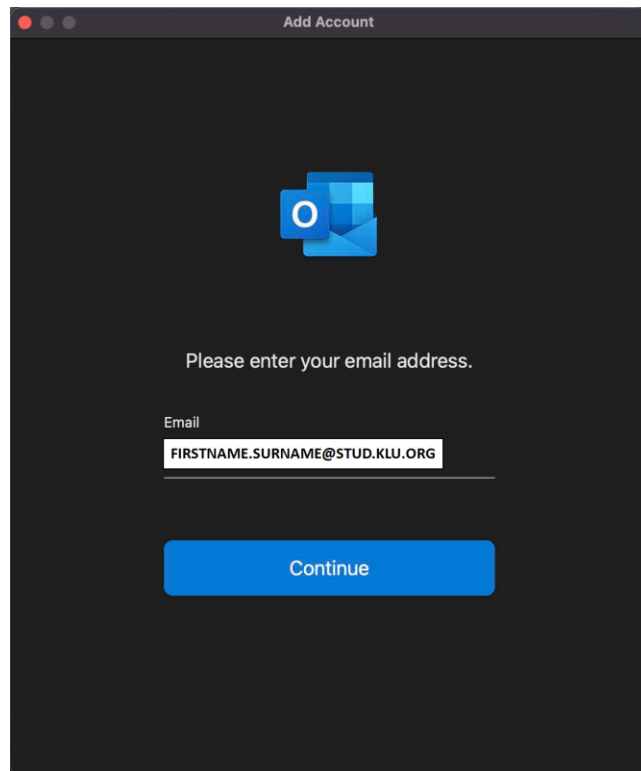 Add Account
O
Please enter your email address.
Email
FIRSTNAME.SURNAME@STUD.KLU.ORG
Continue